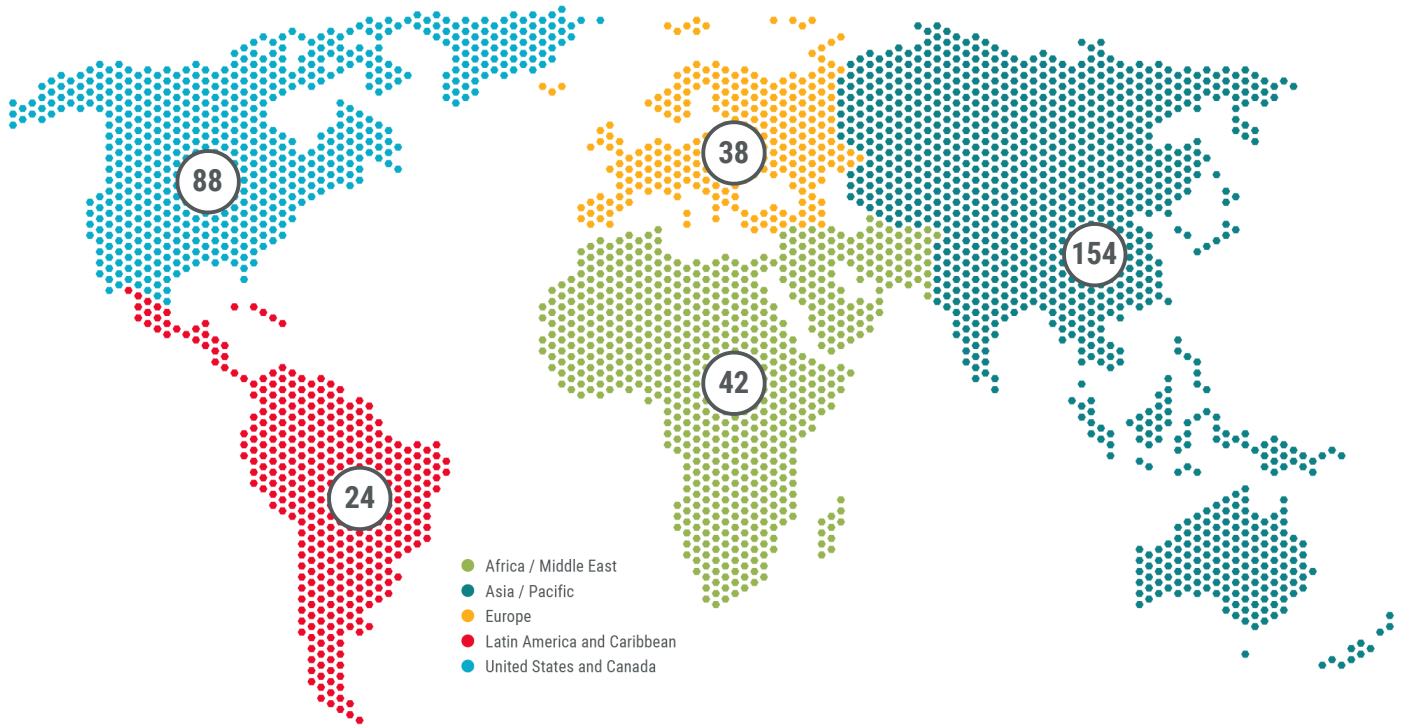 38
88
154
42
24
Africa / Middle East
Asia / Pacific
Europe
Latin America and Caribbean
United States and Canada